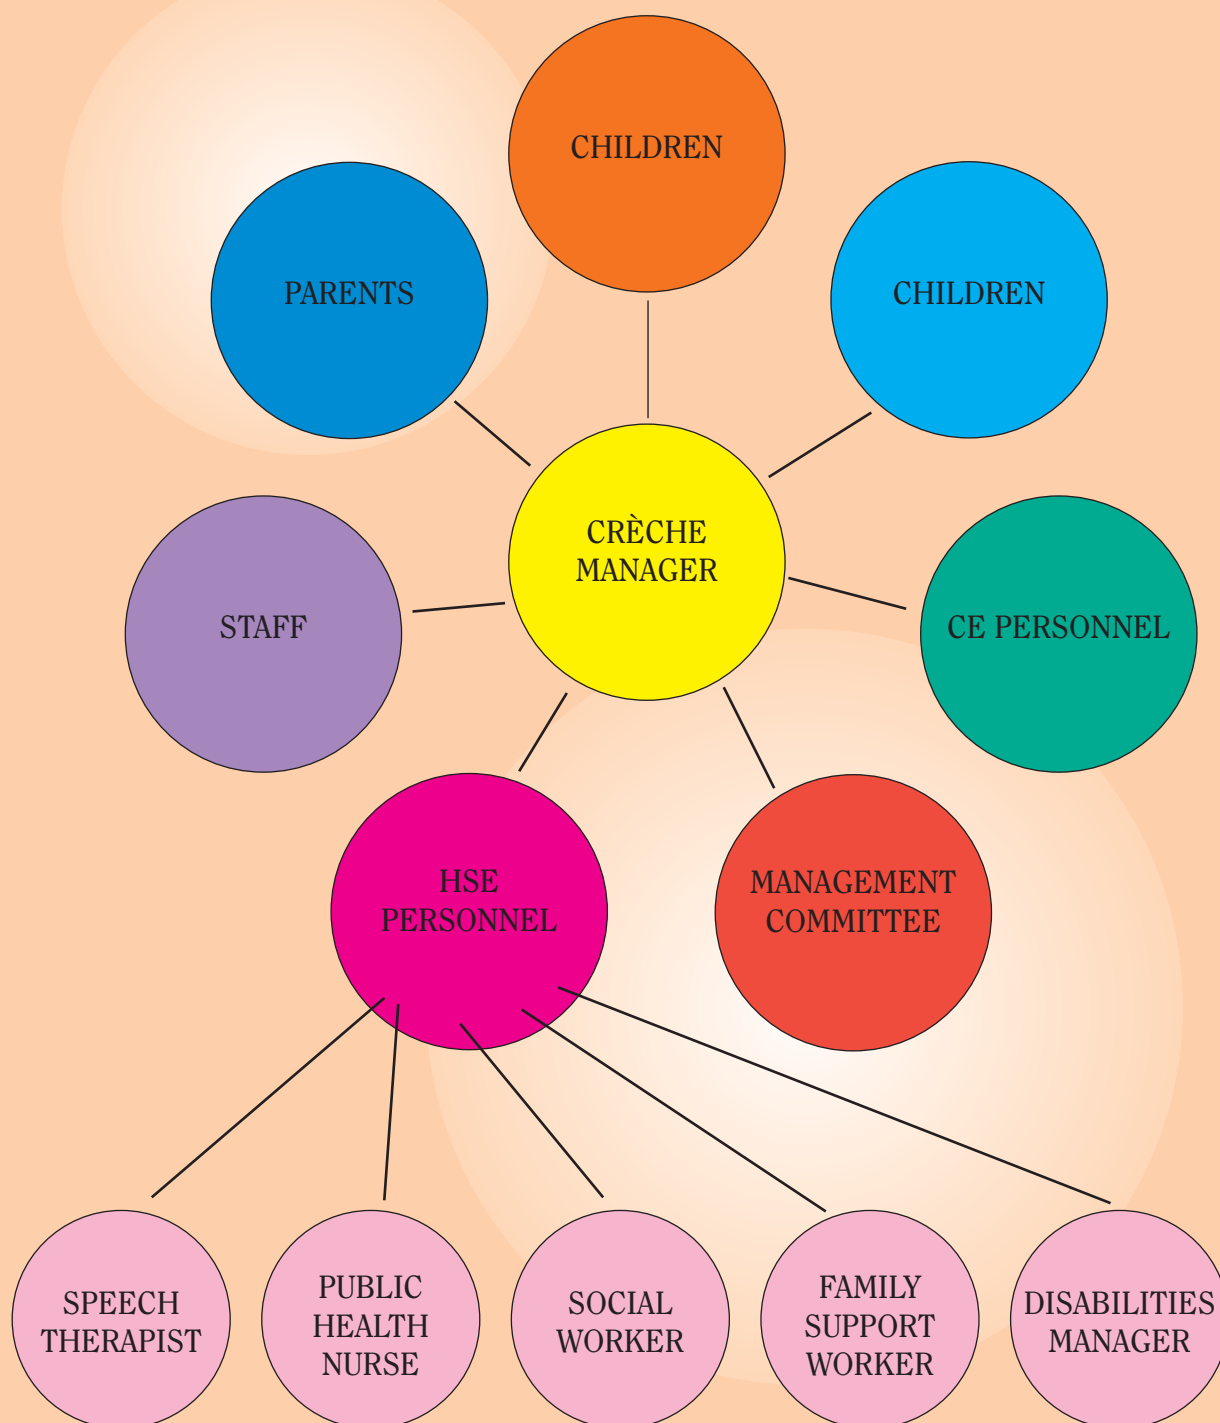 CHILDREN
PARENTS
CHILDREN
CRÈCHE
MANAGER
STAFF
CE PERSONNEL
HSE
PERSONNEL
MANAGEMENT
COMMITTEE
SPEECH
THERAPIST
PUBLIC
HEALTH
NURSE
SOCIAL
WORKER
FAMILY
SUPPORT
WORKER
DISABILITIES
MANAGER